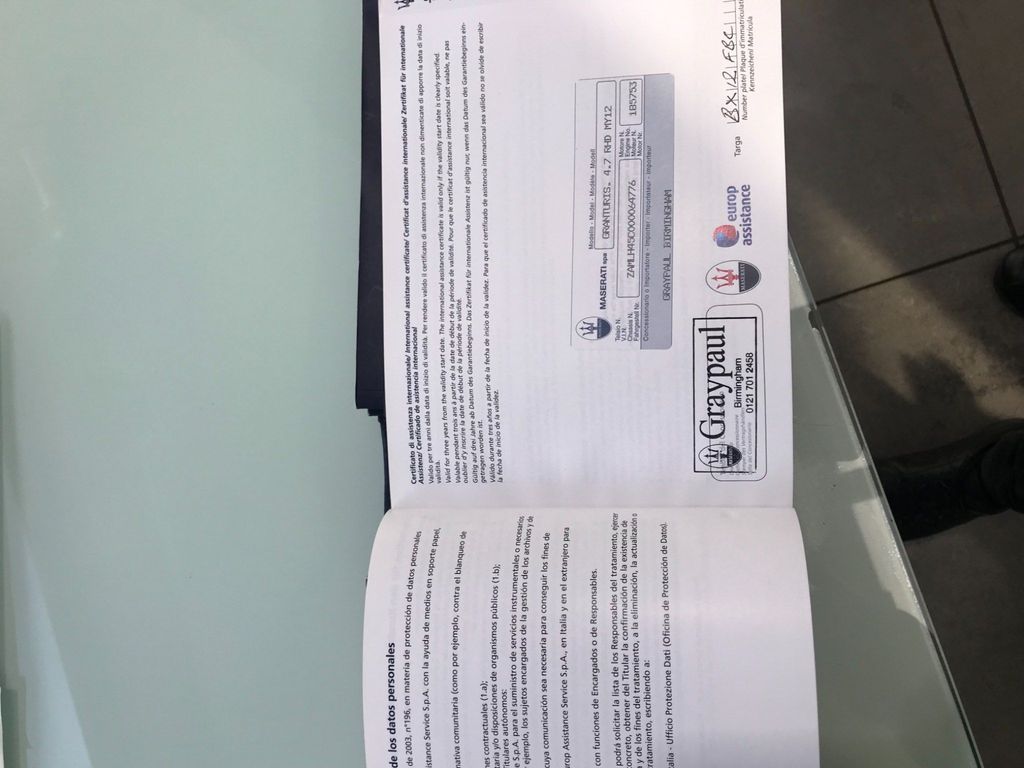 Certificato di assistenza internazionale/ International assistance certificate/ Certificat d'assistance internationale/ Zertifikat für internationale
Assistenz/ Certificado de asistencia internacional
Valido per tre anni dalla data di inizio di validità. Per rendere valido il certificato di assistenza internazionale non dimenticate di apporre la data di inizio
validità.
Valid for three years from the validity start date. The international assistance certificate is valid only if the validity start date is clearly specified.
Valable pendant trois ans à partir de la date de début de la période de validité. Pour que le certificat d'assistance international soit valable, ne pas
oublier d'y inscrire la date de début de la période de validité.
Gültig auf drei Jahre ab Datum des Garantiebeginns. Das Zertifikat für internationale Assistenz ist gültig nur, wenn das Datum des Garantiebeginns ein-
getragen worden ist.
Válido durante tres años a partir de la fecha de inicio de la validez. Para que el certificado de asistencia internacional sea válido no se olvide de escribir
la fecha de inicio de la validez.
MASERATI spa
Modello - Model - Modèle - Modell
GRANTURIS. 4.7 RHD MY12
Telaio N.
V.I.N.
Chassis N.
Fahrgestell Nr.
ZAMLH45C000064776
Motore N.
Engine No.
Moteur N.
Motor Nr.
185753
Concessionario o Importatore - Importer - Importateur - Importeur
GRAYPAUL BIRMINGHAM
Graypaul
Birmingham
0121 701 2458
MASERATI
europ
assistance
Targa
BX12FBC
Number plate/ Plaque d'immatriculati
Kennzeichen/ Matrícula
de los datos personales
de 2003, n°196, en materia de protección de datos personales
istance Service S.p.A. con la ayuda de medios en soporte papel,
nativa comunitaria (como por ejemplo, contra el blanqueo de
nes contractuales (1.a);
taria y/o disposiciones de organismos públicos (1.b);
Titulares autónomos:
e S.p.A. para el suministro de servicios instrumentales o necesarios
r ejemplo, los sujetos encargados de la gestión de los archivos y de
cuya comunicación sea necesaria para conseguir los fines de
urop Assistance Service S.p.A., en Italia y en el extranjero para
con funciones de Encargados o de Responsables.
podrá solicitar la lista de los Responsables del tratamiento, ejercer
oncreto, obtener del Titular la confirmación de la existencia de
y de los fines del tratamiento, a la eliminación, la actualización o
tratamiento, escribiendo a:
talia - Ufficio Protezione Dati (Oficina de Protección de Datos).